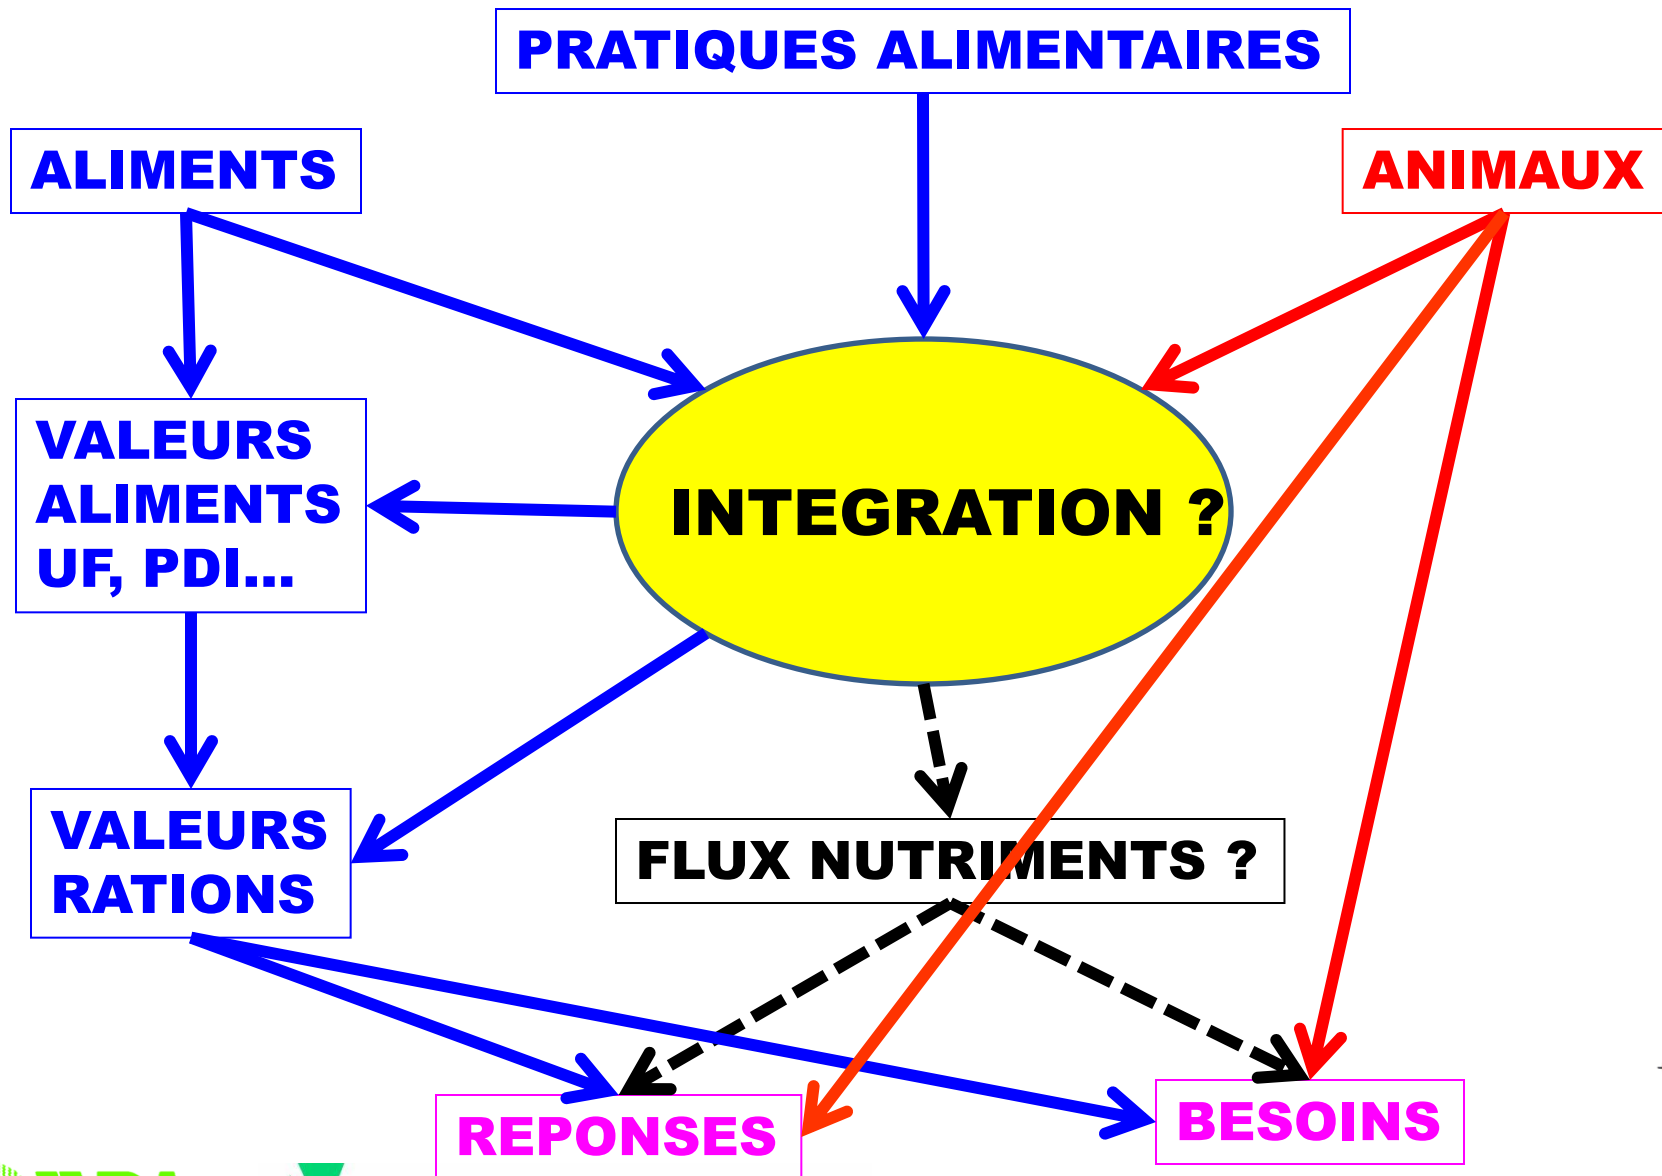 PRATIQUES ALIMENTAIRES
ALIMENTS
ANIMAUX
VALEURS
ALIMENTS
UF, PDI...
INTEGRATION ?
VALEURS
RATIONS
FLUX NUTRIMENTS ?
REPONSES
BESOINS